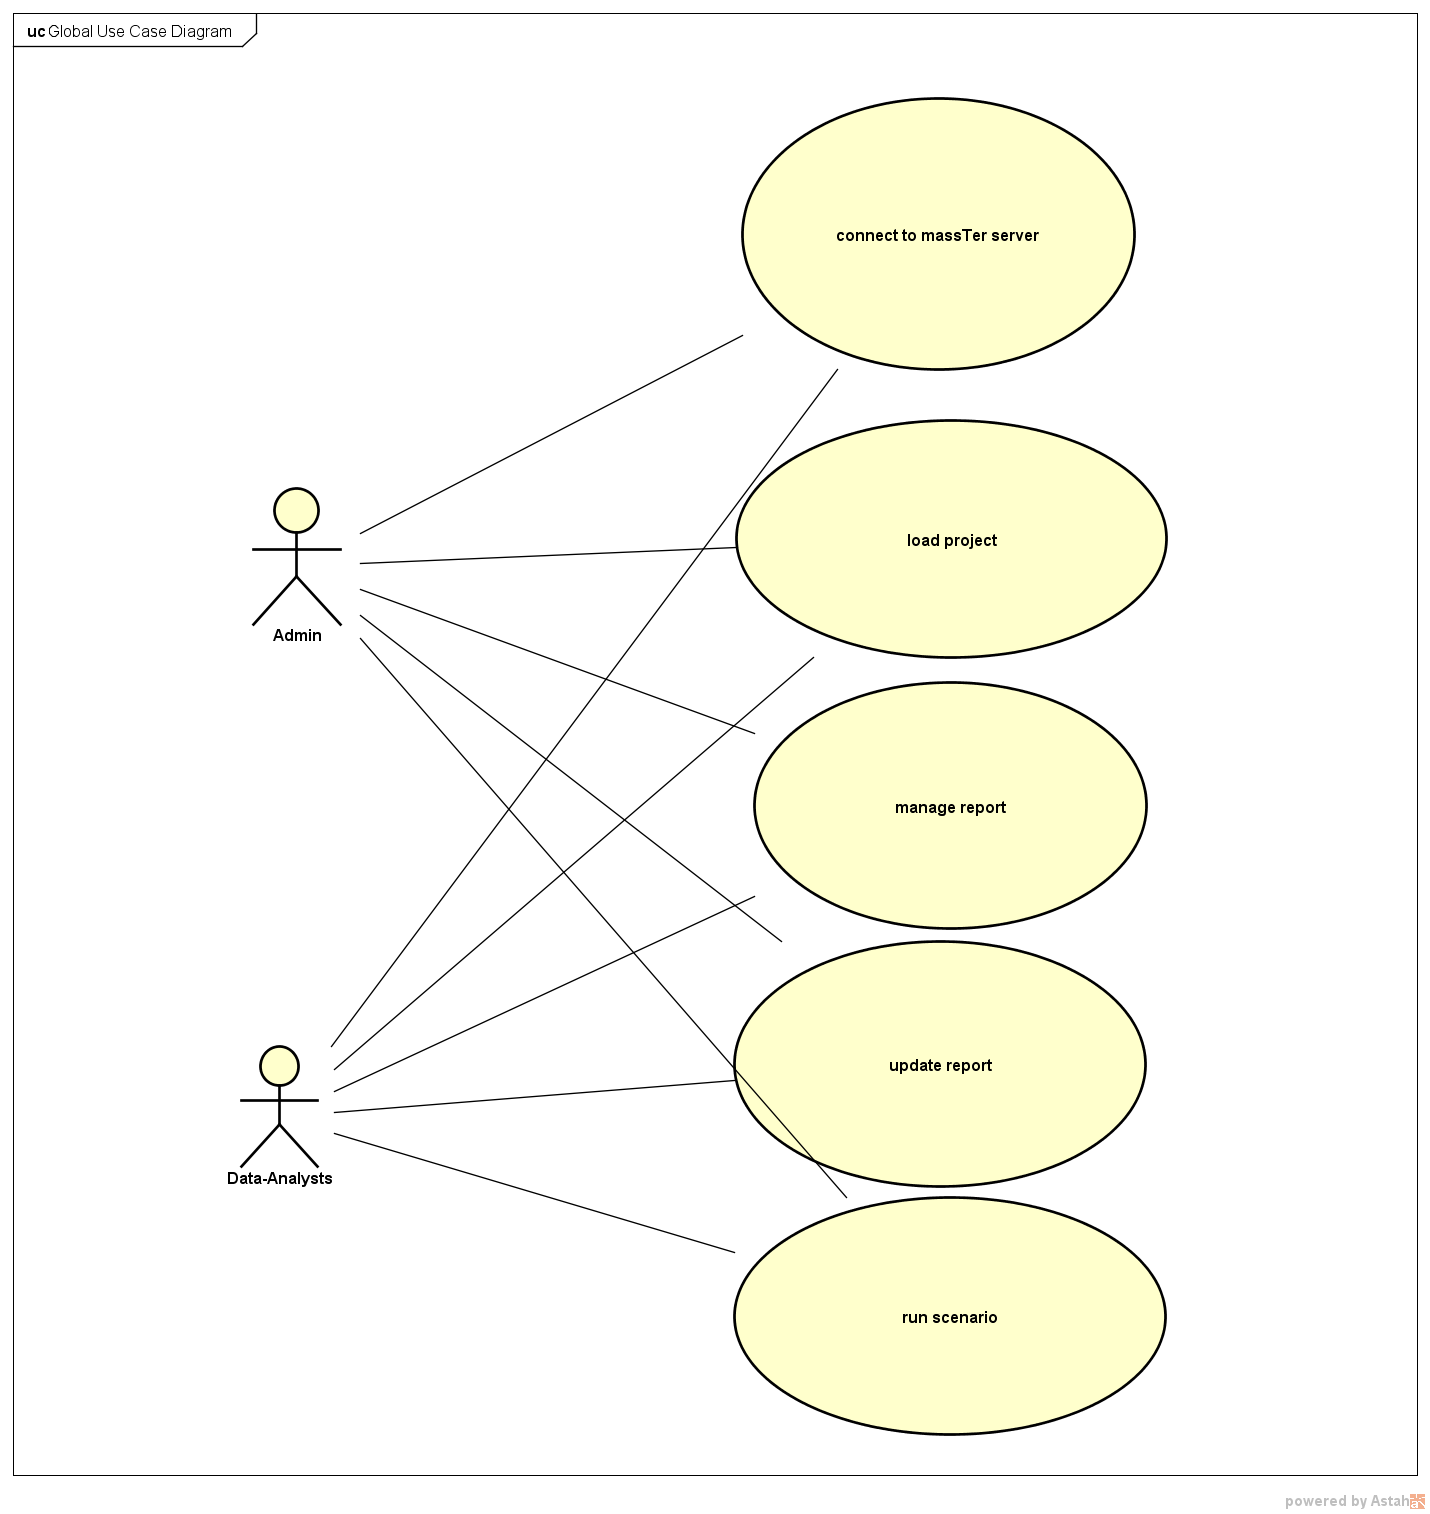 uc Global Use Case Diagram
connect to massTer server
load project
Admin
manage report
update report
Data-Analysts
run scenario
powered by Astah